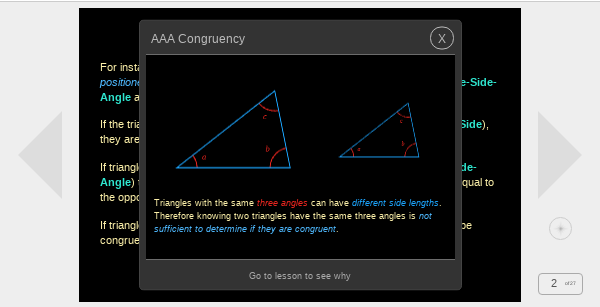 AAA Congruency
X
For insta
positione
e-Side-
Angle a
c
b
a
c
b
a
If the tria
Side),
they are
If triangl
de-
Angle) t
qual to
the oppo
Triangles with the same three angles can have different side lengths.
Therefore knowing two triangles have the same three angles is not
sufficient to determine if they are congruent.
If triangl
be
congrue
Go to lesson to see why
2 of 27